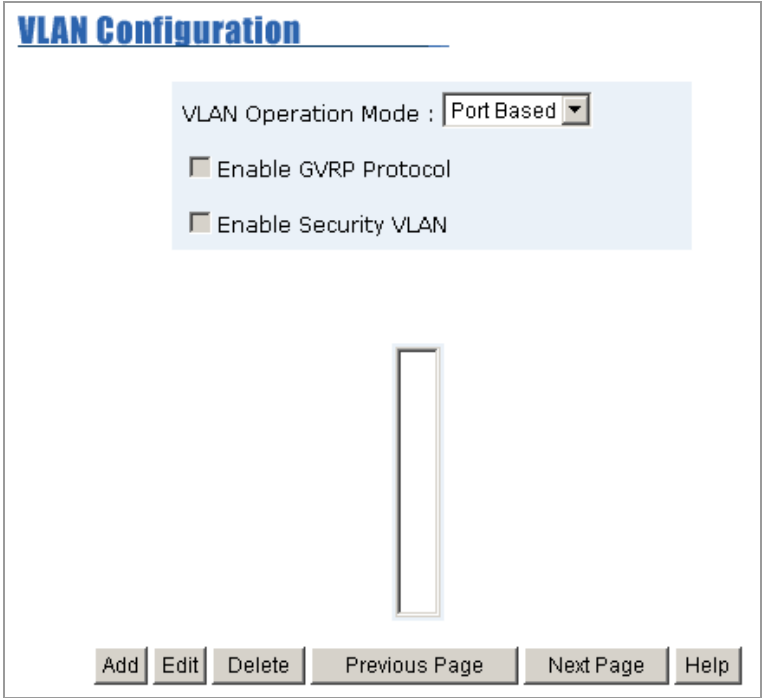 VLAN Configuration
VLAN Operation Mode : Port Based
Enable GVRP Protocol
Enable Security VLAN
Add Edit Delete Previous Page Next Page Help